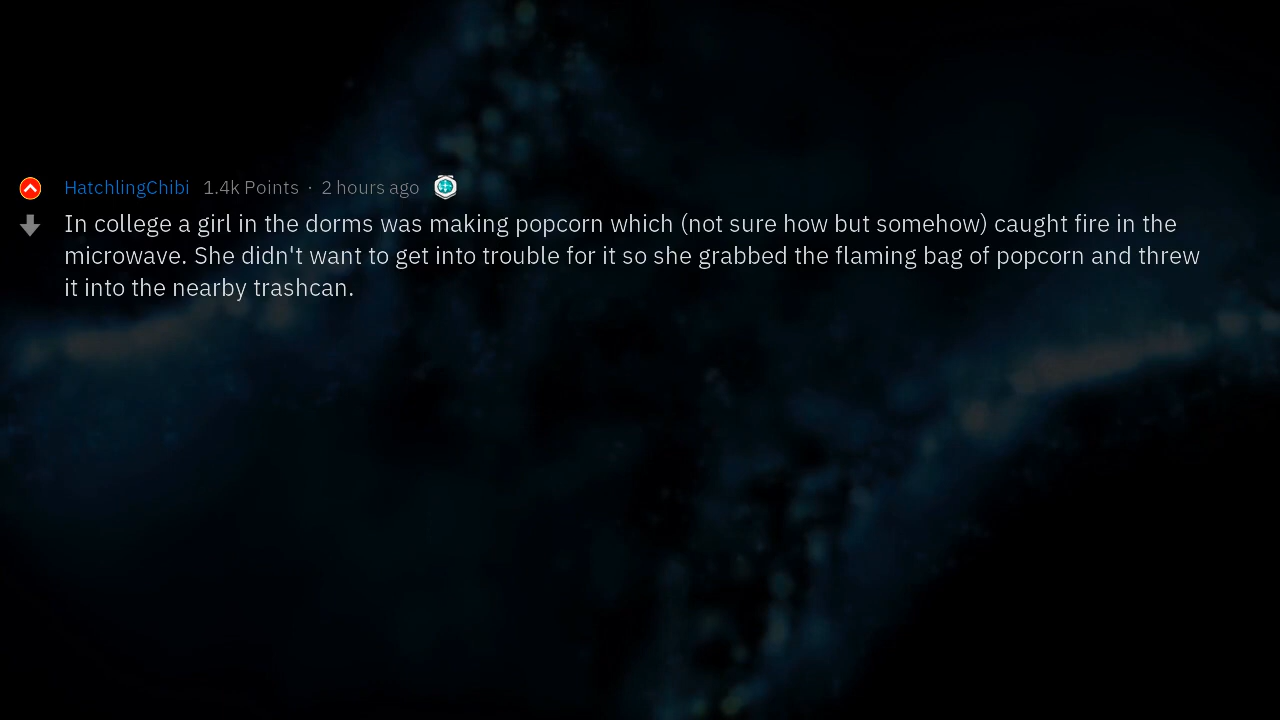 HatchlingChibi 1.4k Points · 2 hours ago
In college a girl in the dorms was making popcorn which (not sure how but somehow) caught fire in the
microwave. She didn't want to get into trouble for it so she grabbed the flaming bag of popcorn and threw
it into the nearby trashcan.